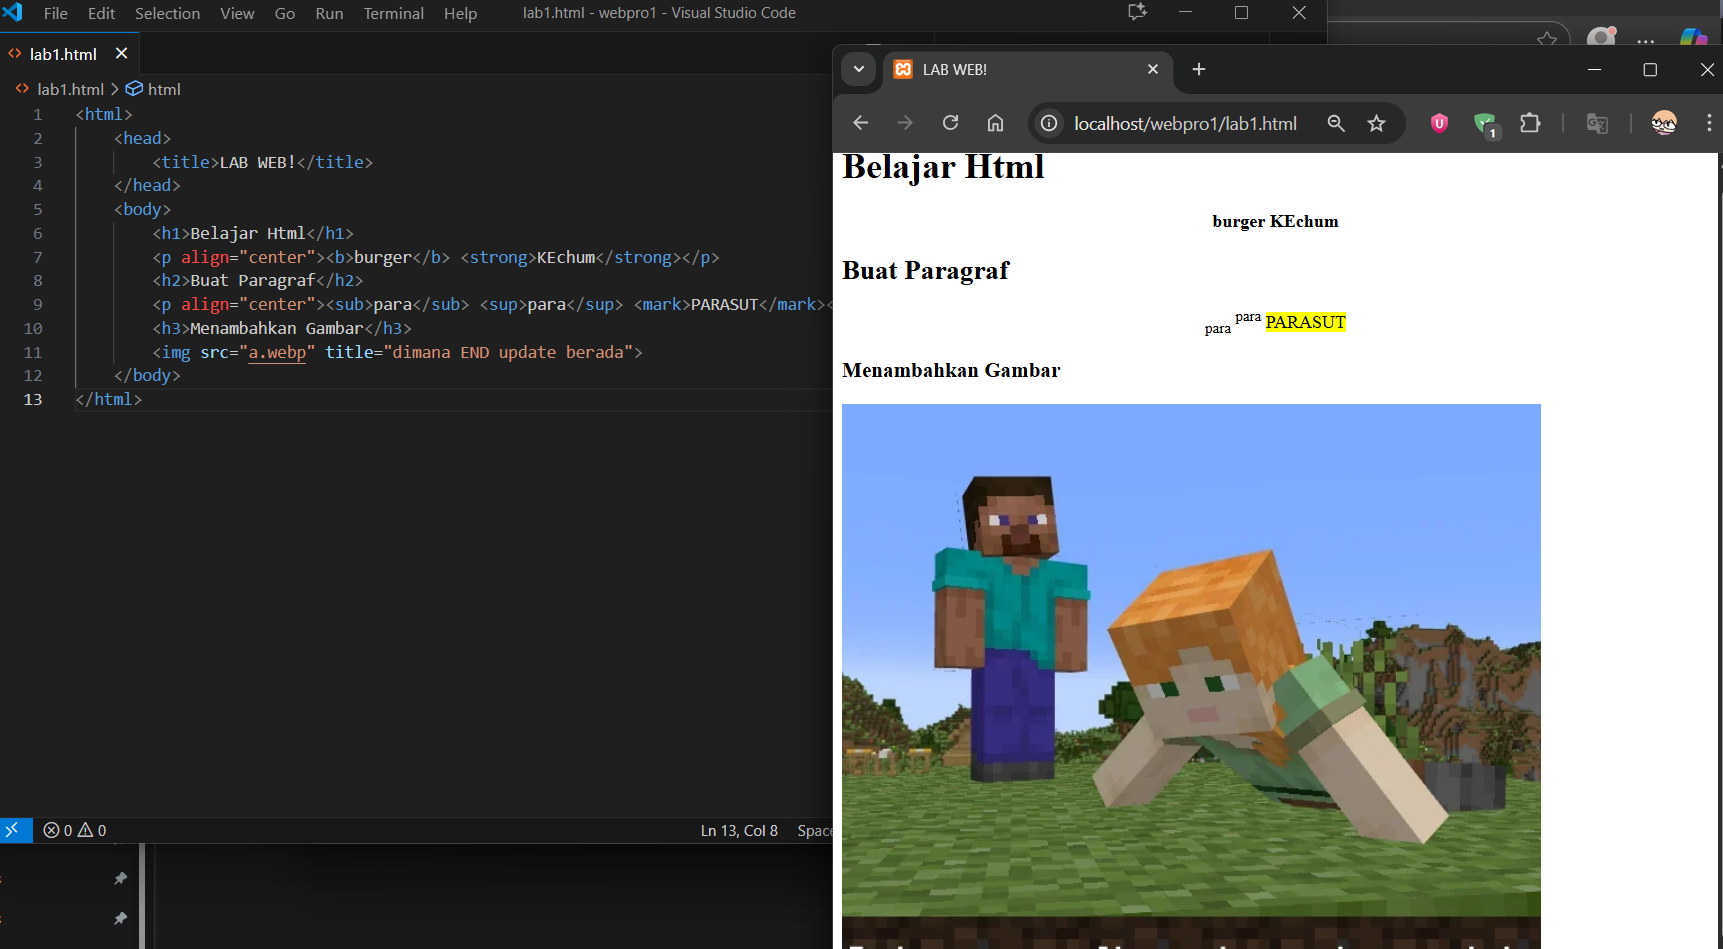 File Edit Selection View Go Run Terminal Help lab1.html - webpro1 - Visual Studio Code
lab1.html
lab1.html > html
1 <html>
2 <head>
3 <title>LAB WEB!</title>
4 </head>
5 <body>
6 <h1>Belajar Html</h1>
7 <p align="center"><b>burger</b> <strong>KEchum</strong></p>
8 <h2>Buat Paragraf</h2>
9 <p align="center"><sub>para</sub> <sup>para</sup> <mark>PARASUT</mark><
10 <h3>Menambahkan Gambar</h3>
11 <img src="a.webp" title="dimana END update berada">
12 </body>
13 </html>
0 0 Ln 13, Col 8 Space
LAB WEB!
localhost/webpro1/lab1.html
1
Belajar Html
burger KEchum
Buat Paragraf
para para PARASUT
Menambahkan Gambar